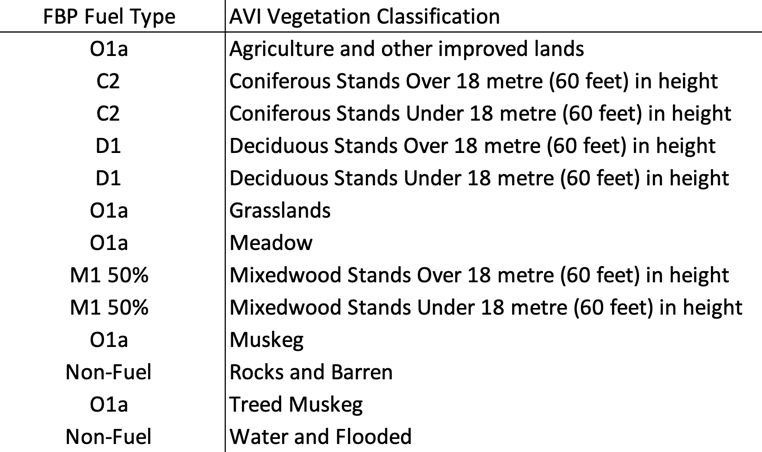 FBP Fuel Type AVI Vegetation Classification
O1a Agriculture and other improved lands
C2 Coniferous Stands Over 18 metre (60 feet) in height
C2 Coniferous Stands Under 18 metre (60 feet) in height
D1 Deciduous Stands Over 18 metre (60 feet) in height
D1 Deciduous Stands Under 18 metre (60 feet) in height
O1a Grasslands
O1a Meadow
M1 50% Mixedwood Stands Over 18 metre (60 feet) in height
M1 50% Mixedwood Stands Under 18 metre (60 feet) in height
O1a Muskeg
Non-Fuel Rocks and Barren
O1a Treed Muskeg
Non-Fuel Water and Flooded